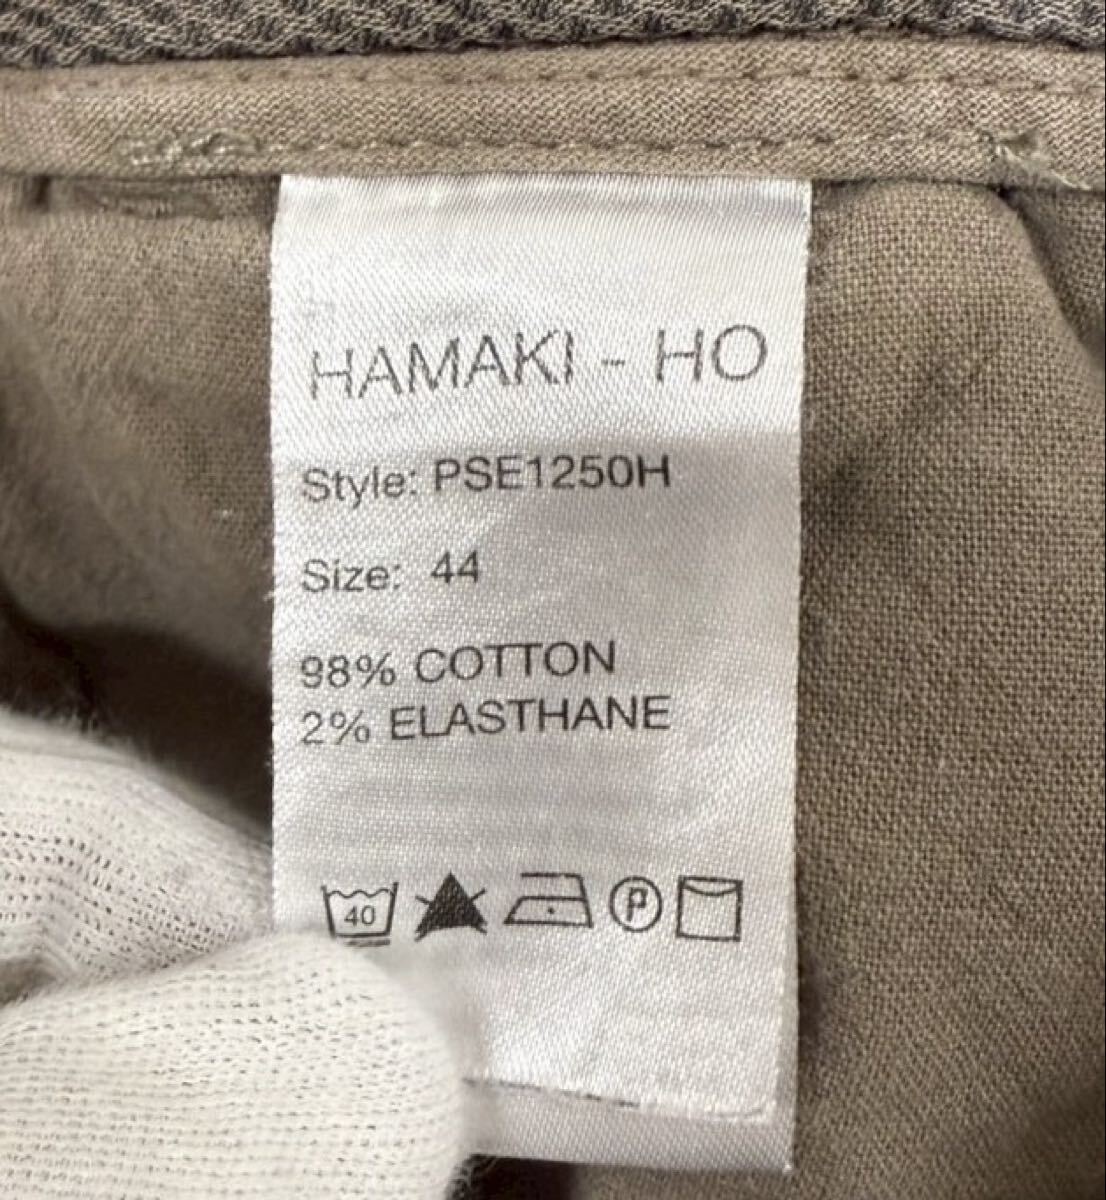 HAMAKI - HO
Style: PSE1250H
Size: 44
98% COTTON
2% ELASTHANE
40 P